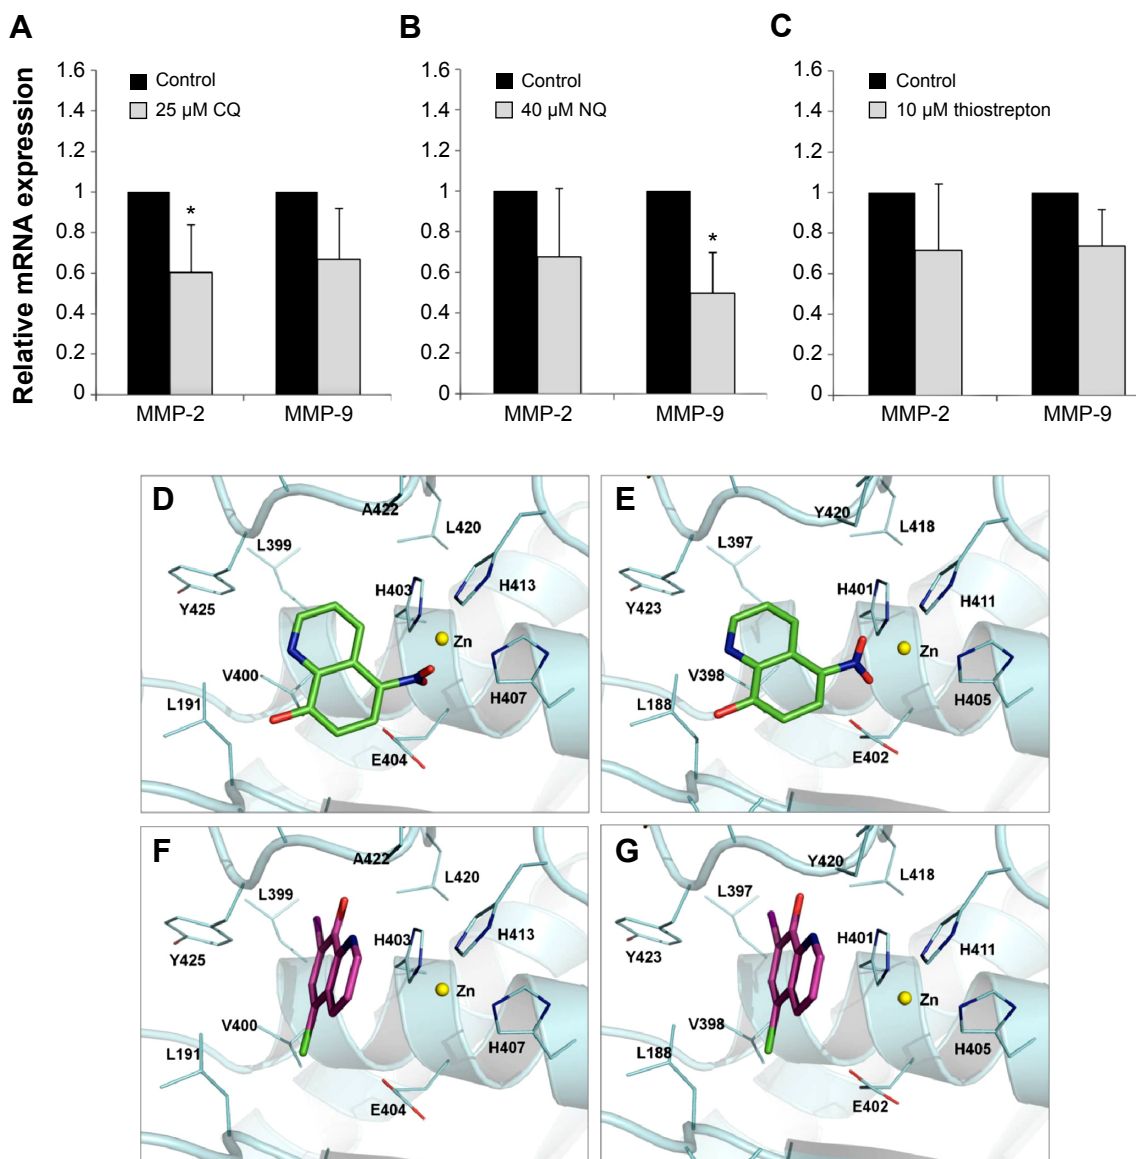 A
B
C
Relative mRNA expression
1.6
1.4
1.2
1
0.8
0.6
0.4
0.2
0
Control
25 µM CQ
*
MMP-2
MMP-9
1.6
1.4
1.2
1
0.8
0.6
0.4
0.2
0
Control
40 µM NQ
*
MMP-2
MMP-9
1.6
1.4
1.2
1
0.8
0.6
0.4
0.2
0
Control
10 µM thiostrepton
MMP-2
MMP-9
D
A422
L420
L399
H403
H413
Y425
Zn
V400
L191
H407
E404
E
Y420
L418
L397
H401
H411
Y423
Zn
V398
L188
H405
E402
F
A422
L420
L399
H403
H413
Y425
Zn
V400
L191
H407
E404
G
Y420
L418
L397
H401
H411
Y423
Zn
V398
L188
H405
E402